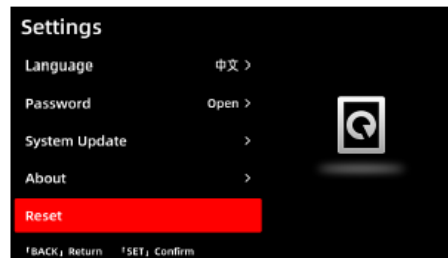 Settings
Language 中文 >
Password Open >
System Update >
About >
Reset
「BACK」 Return 「SET」 Confirm